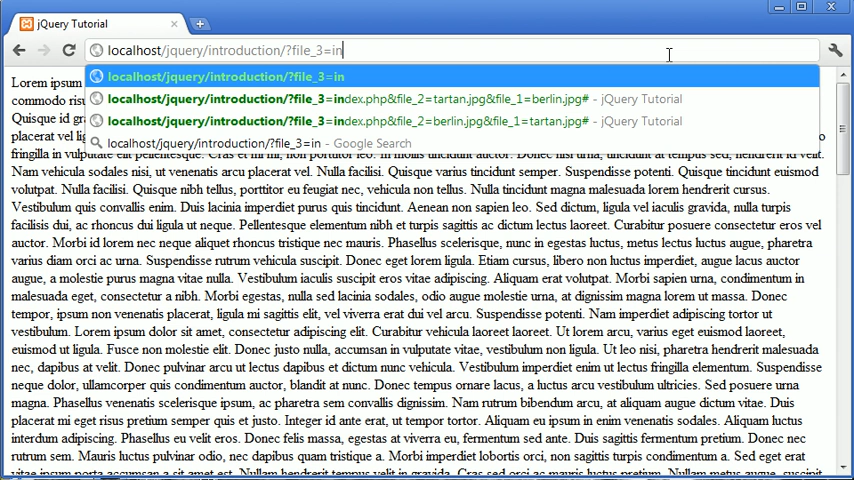 jQuery Tutorial
localhost/jquery/introduction/?file_3=in
localhost/jquery/introduction/?file_3=in
localhost/jquery/introduction/?file_3=index.php&file_2=tartan.jpg&file_1=berlin.jpg# - jQuery Tutorial
localhost/jquery/introduction/?file_3=index.php&file_2=berlin.jpg&file_1=tartan.jpg# - jQuery Tutorial
localhost/jquery/introduction/?file_3=in - Google Search
Lorem ipsum
commodo risu
Quisque id gra
placerat vel lig
fringilla in vulputate elit pellentesque. Cras et mi mi, non porttitor leo. In mollis tincidunt auctor. Donec nisl urna, tincidunt at tempus sed, hendrerit ut mauris.
Nam vehicula sodales nisi, ut venenatis arcu placerat vel. Nulla facilisi. Quisque varius tincidunt semper. Suspendisse potenti. Nam tristique tincidunt euismod
volutpat. Nulla facilisi. Quisque nibh tellus, porttitor eu feugiat nec, vehicula non tellus. Nulla tincidunt magna malesuada lorem hendrerit cursus.
Vestibulum quis convallis enim. Duis lacinia imperdiet purus quis tincidunt. Aenean non sapien leo. Sed dictum, ligula vel iaculis gravida, nulla turpis
facilisis dui, ac rhoncus dui ligula ut neque. Pellentesque elementum nibh et turpis sagittis ac dictum lectus sagittis. Curabitur posuere consectetur eros vel
auctor. Morbi id lorem nec neque aliquet rhoncus tristique nec mauris. Phasellus scelerisque, nunc in egestas luctus, metus lectus luctus augue, pharetra
varius diam orci ac urna. Suspendisse rutrum vehicula suscipit. Donec eget lorem ligula. Etiam cursus, libero non luctus imperdiet, augue lacus auctor
augue, a molestie purus magna vitae nulla. Vestibulum iaculis suscipit eros vitae adipiscing. Aliquam erat volutpat. Morbi sapien urna, condimentum in
malesuada eget, consectetur a nibh. Morbi egestas, nulla sed lacinia sodales, odio augue molestie urna, at dignissim magna lorem ut massa. Donec
tempor, ipsum non venenatis placerat, ligula mi sagittis elit, vel viverra erat dui vel arcu. Suspendisse potenti. Nam in enim a augue adipiscing tortor ut
vestibulum. Lorem ipsum dolor sit amet, consectetur adipiscing elit. Curabitur vehicula laoreet laoreet. Ut lorem arcu, varius eget euismod luctus,
euismod ut ligula. Fusce non molestie elit. Donec justo nulla, accumsan in vulputate vitae, vestibulum non ligula. Ut leo nisi, pharetra dictum imperdiet
nec, dapibus at velit. Donec pulvinar arcu ut lectus dapibus et dictum nunc vehicula. Vestibulum imperdiet enim ut lectus fringilla elementum. Suspendisse
neque dolor, ullamcorper quis condimentum auctor, blandit at nunc. Donec tempus ornare lacus, a luctus arcu vestibulum ultricies. Sed posuere urna
magna. Phasellus venenatis scelerisque ipsum, ac pharetra sem convallis dignissim. Nam rutrum bibendum arcu, at imperdiet odio varius ac. Duis
placerat mi eget risus pretium semper quis et justo. Integer id ante erat, ut tempor tortor. In euismod, ante in enim venenatis sodales. Aliquam luctus
interdum adipiscing. Phasellus eu velit eros. Donec felis massa, egestas at viverra eu, fermentum sed ante. Duis sagittis fermentum pretium. Etiam nec
rutrum sem. Mauris luctus pulvinar odio, nec dapibus quam tristique a. Morbi imperdiet lobortis orci, non sagittis turpis condimentum a. Suspendisse